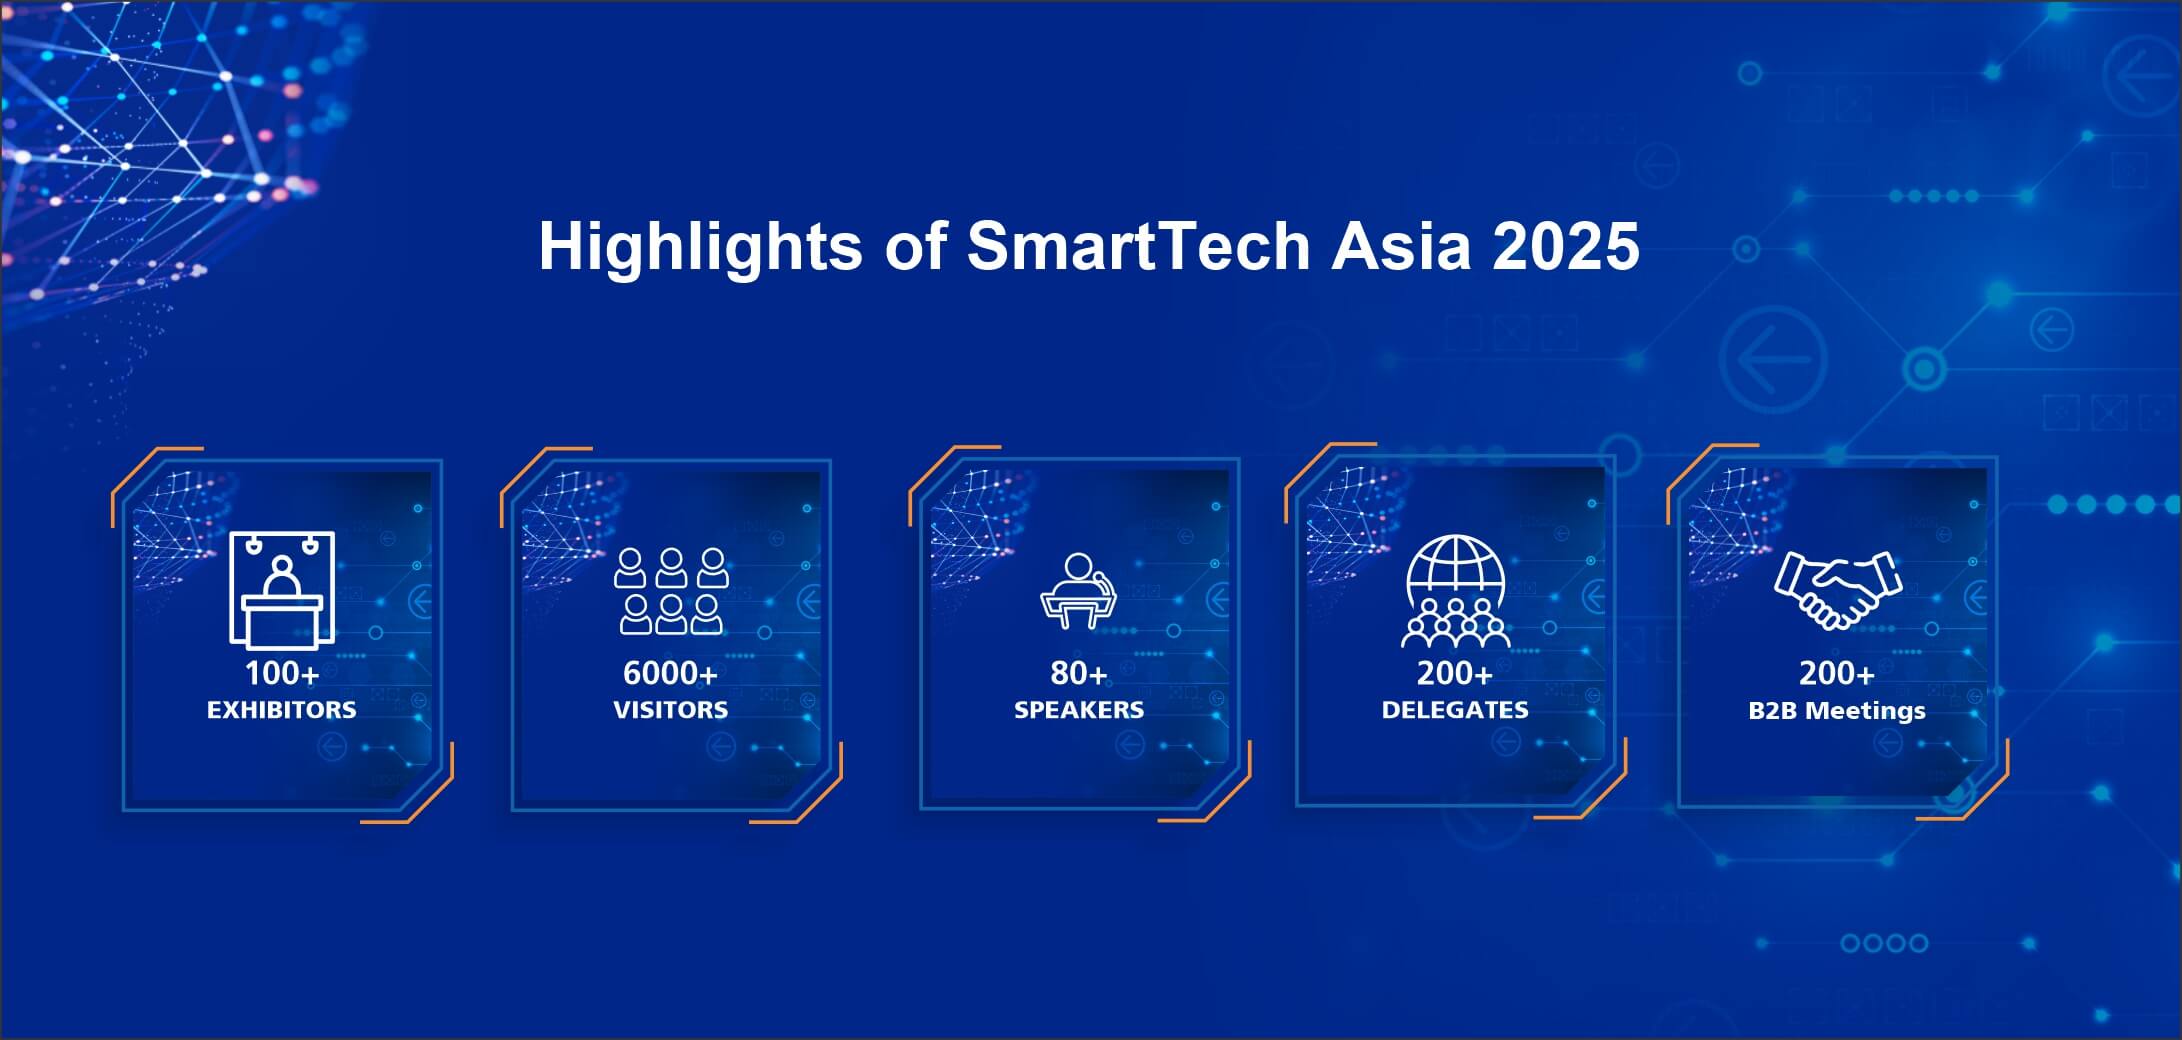 Highlights of SmartTech Asia 2025
100+
EXHIBITORS
6000+
VISITORS
80+
SPEAKERS
200+
DELEGATES
200+
B2B Meetings